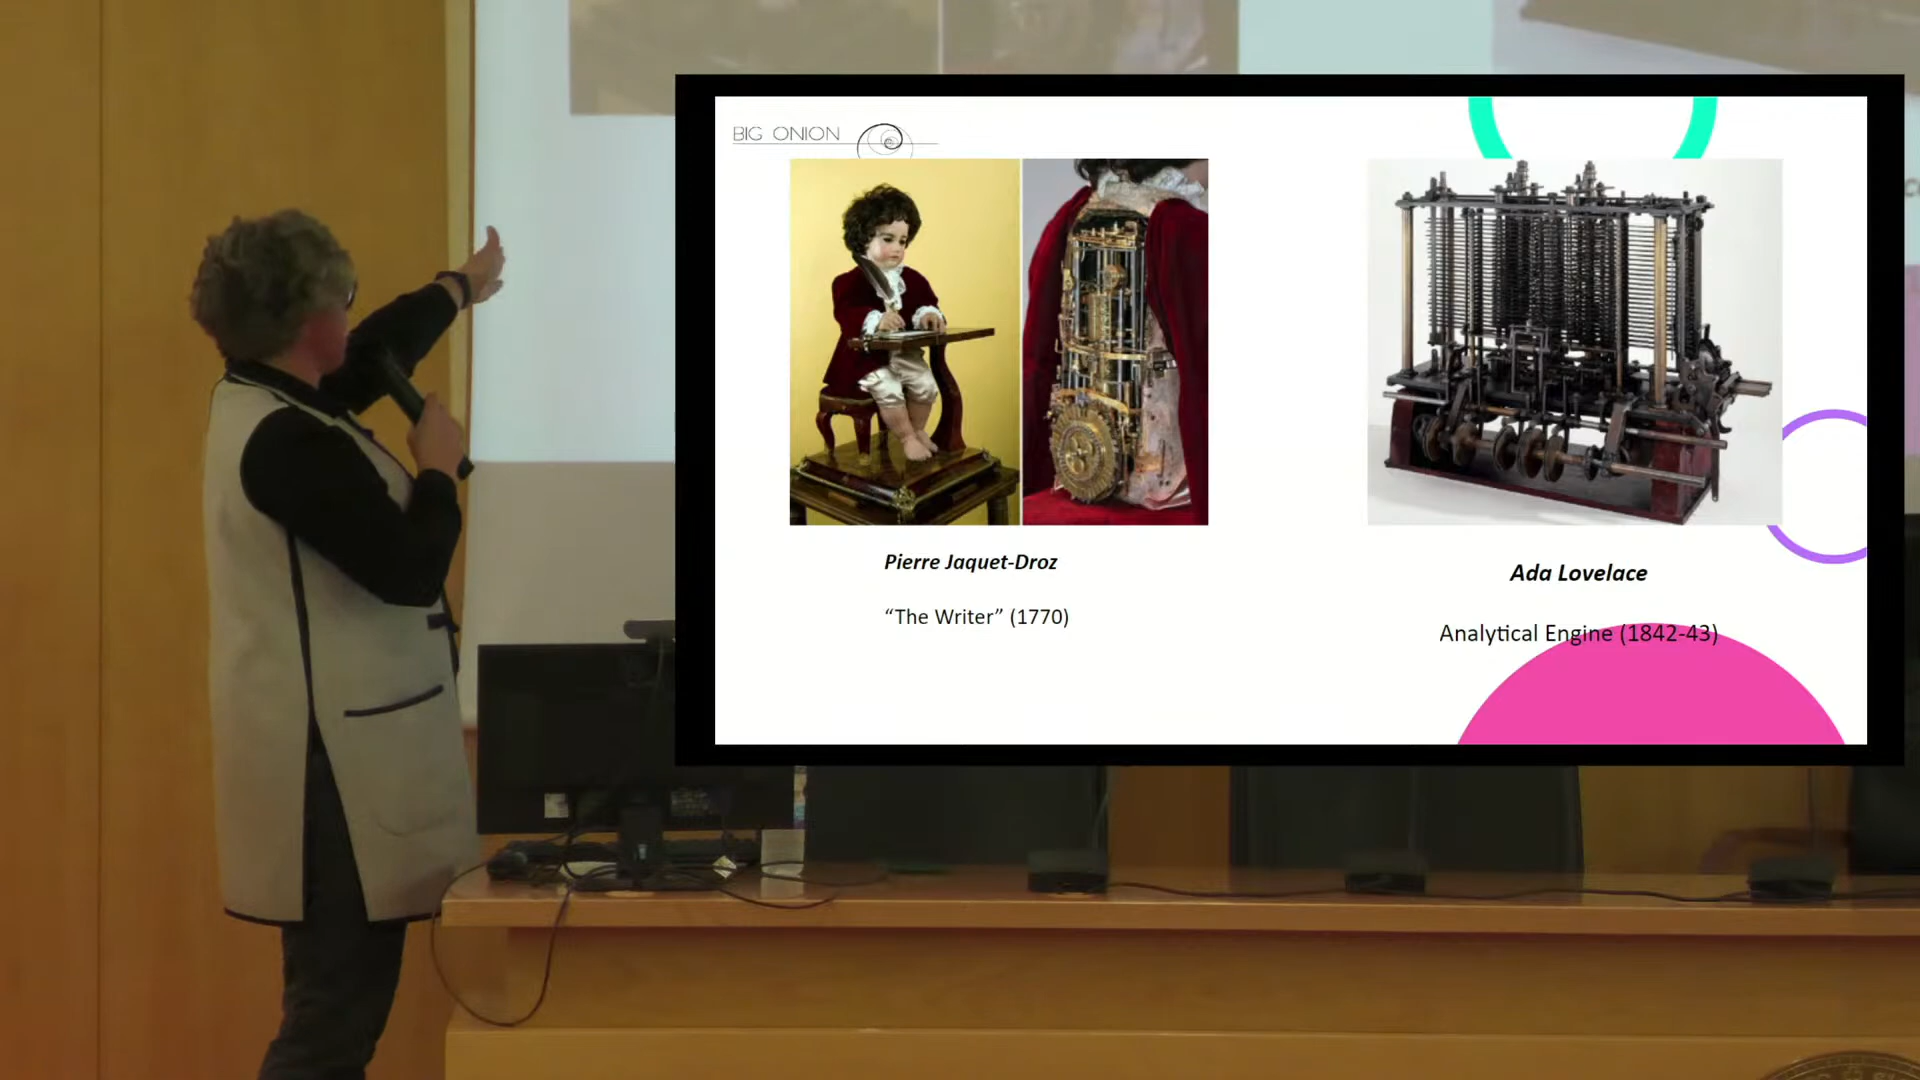 BIG ONION
Pierre Jaquet-Droz
“The Writer” (1770)
Ada Lovelace
Analytical Engine (1842-43)